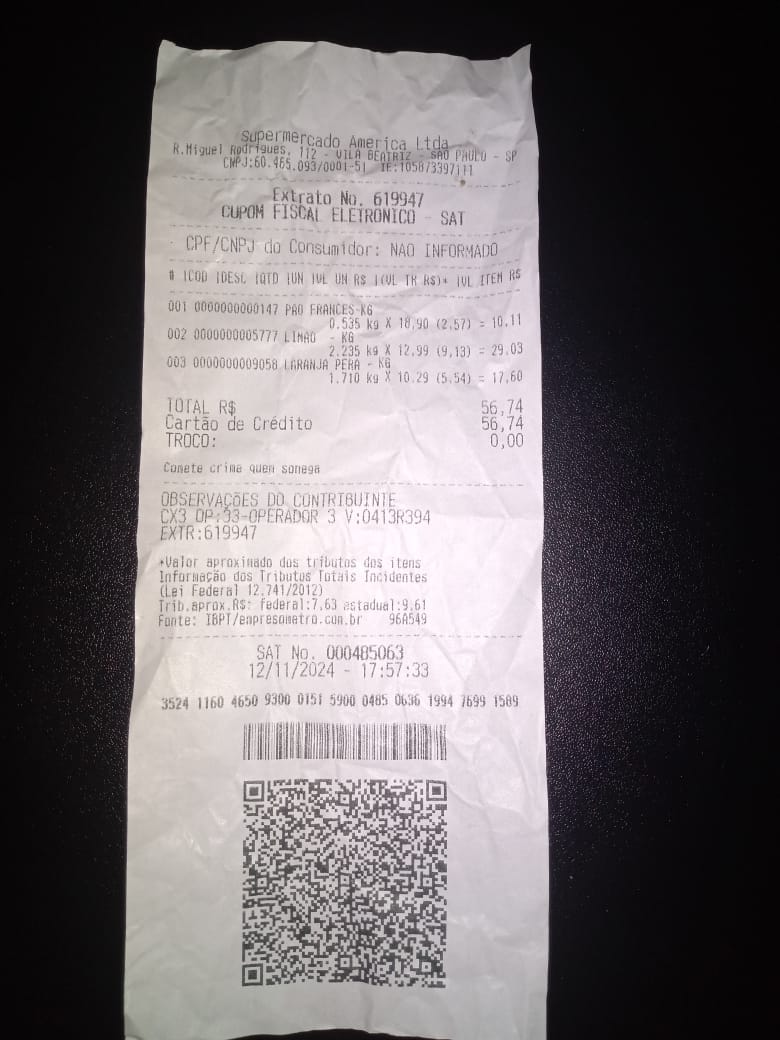 Supermercado America Ltda
R.Miguel Rodrigues, 112 - VILA BEATRIZ - SAO PAULO - SP
CNPJ:60.465.093/0001-51 IE:105873397111
Extrato No. 619947
CUPOM FISCAL ELETRONICO - SAT
CPF/CNPJ do Consumidor: NAO INFORMADO
# |COD |DESC |QTD |UN |VL UN R$ |(VL TR R$)* |VL ITEM R$
001 0000000000147 PAO FRANCES-KG
0.535 kg X 18,90 (2,57) = 10,11
002 0000000005777 LIMAO - KG
2.235 kg X 12.99 (9,13) = 29,03
003 0000000009058 LARANJA PERA - KG
1.710 kg X 10.29 (5,54) = 17,60
TOTAL R$ 56,74
Cartão de Crédito 56,74
TROCO: 0,00
Comete crime quem sonega
OBSERVAÇÕES DO CONTRIBUINTE
CX3 OP:33-OPERADOR 3 V:0413R394
EXTR:619947
*Valor aproximado dos tributos dos itens
Informação dos Tributos Totais Incidentes
(Lei Federal 12.741/2012)
Trib.aprox.R$: federal:7,63 estadual:9,61
Fonte: IBPT/empresometro.com.br 96A549
SAT No. 000485063
12/11/2024 - 17:57:33
3524 1160 4650 9300 0151 5900 0485 0636 1994 7699 1589